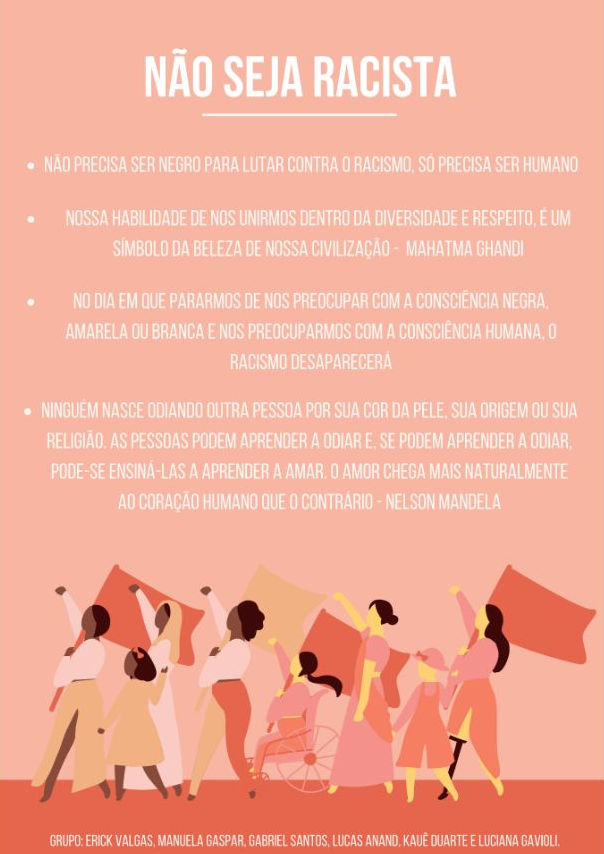 NÃO SEJA RACISTA
• NÃO PRECISA SER NEGRO PARA LUTAR CONTRA O RACISMO, SÓ PRECISA SER HUMANO
• NOSSA HABILIDADE DE NOS UNIRMOS DENTRO DA DIVERSIDADE E RESPEITO, É UM
SÍMBOLO DA BELEZA DE NOSSA CIVILIZAÇÃO - MAHATMA GHANDI
• NO DIA EM QUE PARARMOS DE NOS PREOCUPAR COM A CONSCIÊNCIA NEGRA,
AMARELA OU BRANCA E NOS PREOCUPARMOS COM A CONSCIÊNCIA HUMANA, O
RACISMO DESAPARECERÁ
• NINGUÉM NASCE ODIANDO OUTRA PESSOA POR SUA COR DA PELE, SUA ORIGEM OU SUA
RELIGIÃO. AS PESSOAS PODEM APRENDER A ODIAR E, SE PODEM APRENDER A ODIAR,
PODE-SE ENSINÁ-LAS A APRENDER A AMAR. O AMOR CHEGA MAIS NATURALMENTE
AO CORAÇÃO HUMANO QUE O CONTRÁRIO - NELSON MANDELA
GRUPO: ERICK VALGAS, MANUELA GASPAR, GABRIEL SANTOS, LUCAS ANAND, KAUÊ DUARTE E LUCIANA GAVIOLI.